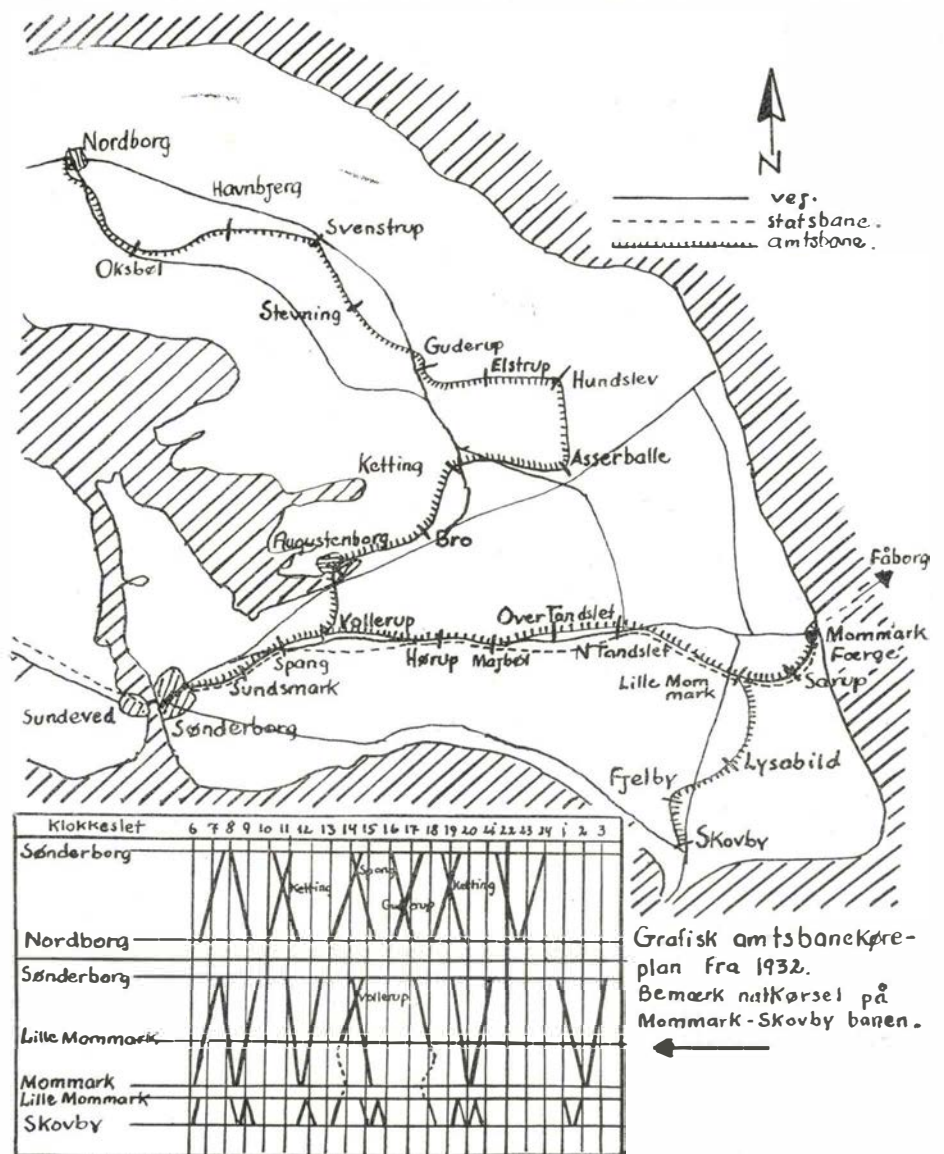 Nordborg
Havnbjerg
Svenstrup
Oksbøl
Stevning
Guderup
Elstrup
Hundslev
Ketting
Asserballe
Augustenborg
Bro
Vollerup
OverTandslet
Spang
Hørup
Majbøl
N Tandslet
Sundsmark
Lille Mom
mark
Sarup
Mommark
Færge
Fåborg
Sundeved
Sønderborg
Fjelby
Lysabild
Skovby
N
veg.
statsbane.
amtsbane.
Klokkeslet 6 7 8 9 10 11 12 13 14 15 16 17 18 19 20 21 22 23 24 1 2 3
Sønderborg
Spang
Ketting
Guderup
Ketting
Nordborg
Sønderborg
Vollerup
Lille Mommark
Mommark
Lille Mommark
Skovby
Grafisk amtsbanekøre-
plan fra 1932.
Bemærk natkørsel på
Mommark-Skovby banen.